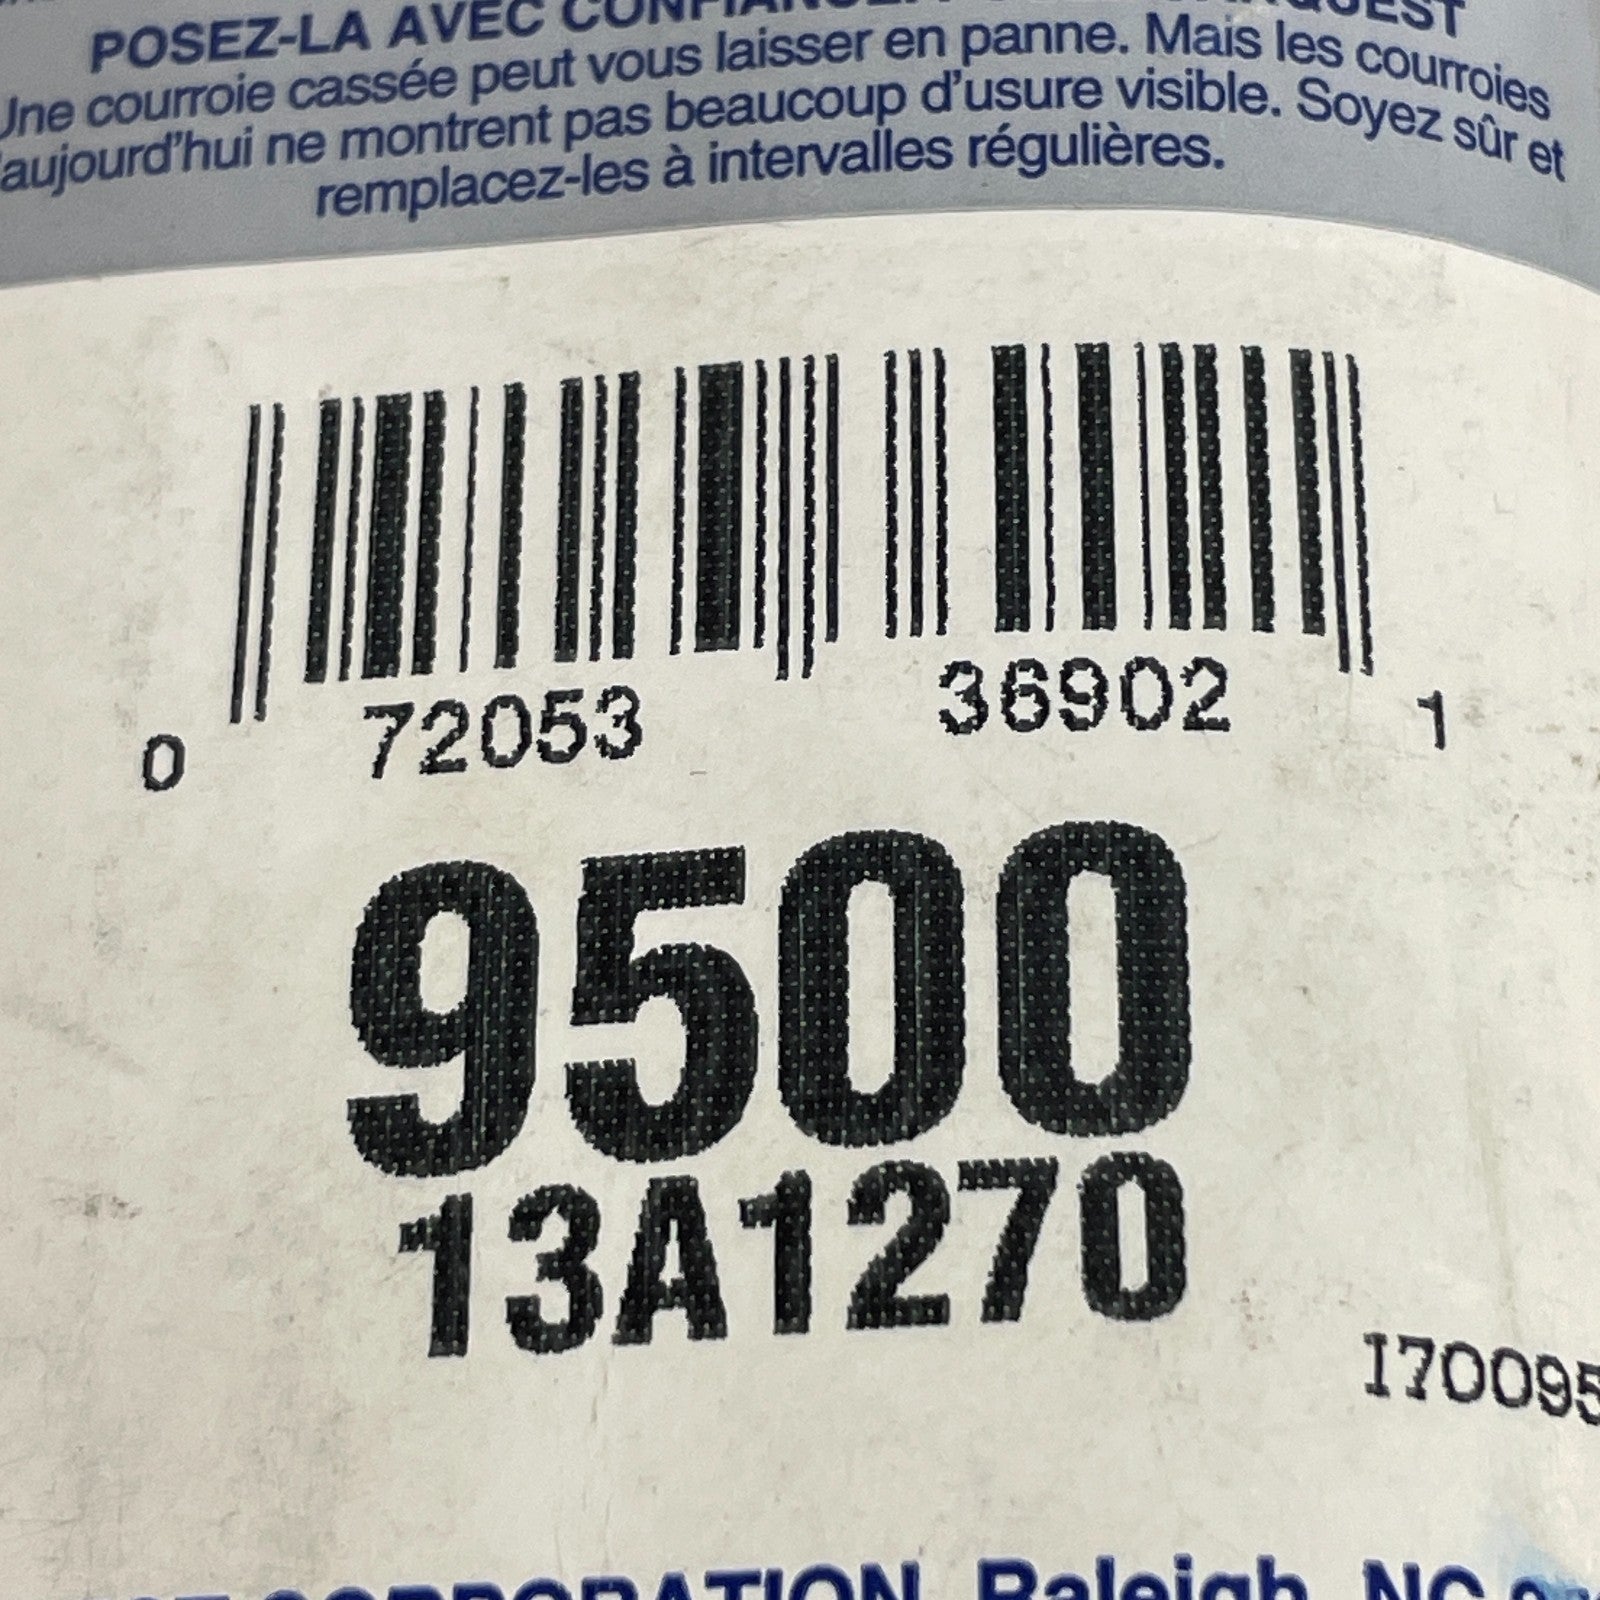 POSEZ-LA AVEC
Une courroie cassée peut vous laisser en panne. Mais les courroies
d'aujourd'hui ne montrent pas beaucoup d'usure visible. Soyez sûr et
remplacez-les à intervalles régulières.
0 72053 36902 1
9500
13A1270
I70095
CORPORATION, Raleigh, NC